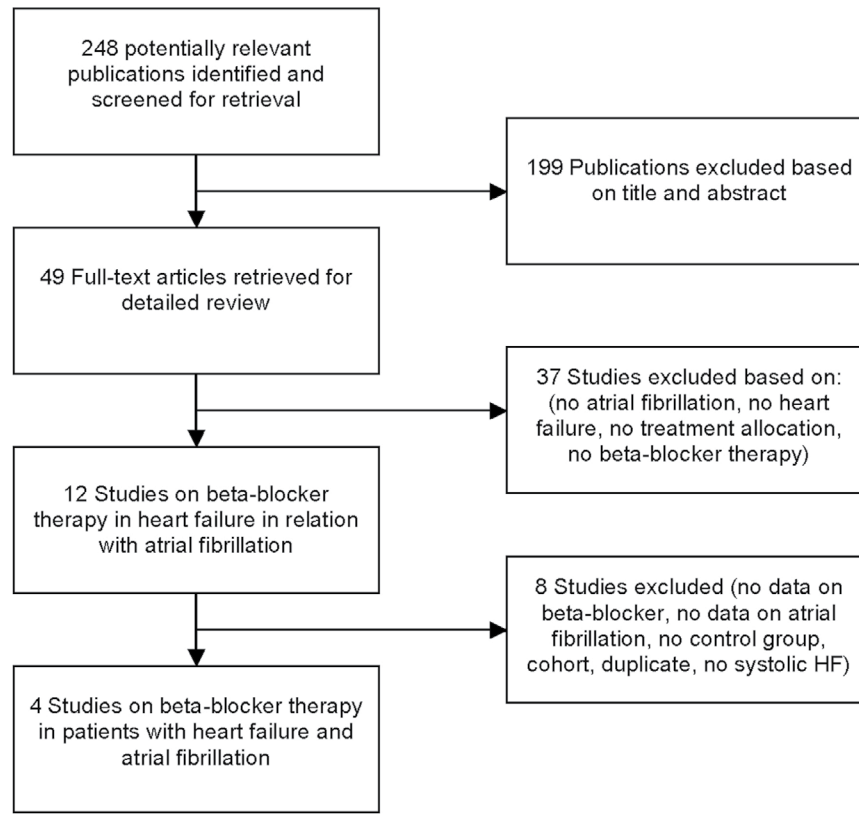 248 potentially relevant
publications identified and
screened for retrieval
199 Publications excluded based
on title and abstract
49 Full-text articles retrieved for
detailed review
37 Studies excluded based on:
(no atrial fibrillation, no heart
failure, no treatment allocation,
no beta-blocker therapy)
12 Studies on beta-blocker
therapy in heart failure in relation
with atrial fibrillation
8 Studies excluded (no data on
beta-blocker, no data on atrial
fibrillation, no control group,
cohort, duplicate, no systolic HF)
4 Studies on beta-blocker therapy
in patients with heart failure and
atrial fibrillation